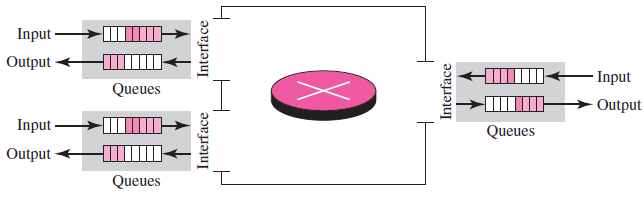 Input
Output
Queues
Interface
Input
Output
Queues
Interface
Interface
Input
Output
Queues